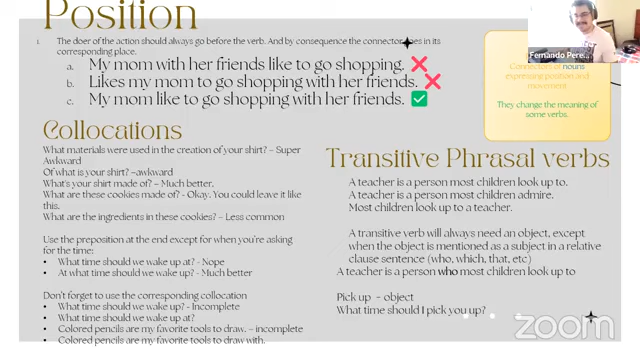 Position
i. The doer of the action should always go before the verb. And by consequence the connector goes in its
corresponding place.
a. My mom with her friends like to go shopping. ❌
b. Likes my mom to go shopping with her friends. ❌
c. My mom like to go shopping with her friends. ✅
Collocations
What materials were used in the creation of your shirt? – Super
Awkward
Of what is your shirt? –awkward
What's your shirt made of? – Much better.
What are these cookies made of? - Okay. You could leave it like
this.
What are the ingredients in these cookies? – Less common
Use the preposition at the end except for when you're asking
for the time:
• What time should we wake up at? - Nope
• At what time should we wake up? – Much better
Don't forget to use the corresponding collocation
• What time should we wake up? - Incomplete
• What time should we wake up at?
• Colored pencils are my favorite tools to draw. – incomplete
• Colored pencils are my favorite tools to draw with.
Fernando Pere...
Connectors of nouns
expressing position and
movement.
They change the meaning of
some verbs.
Transitive Phrasal verbs
A teacher is a person most children look up to.
A teacher is a person most children admire.
Most children look up to a teacher.
A transitive verb will always need an object, except
when the object is mentioned as a subject in a relative
clause sentence (who, which, that, etc)
A teacher is a person who most children look up to
Pick up + object
What time should I pick you up?
zoom